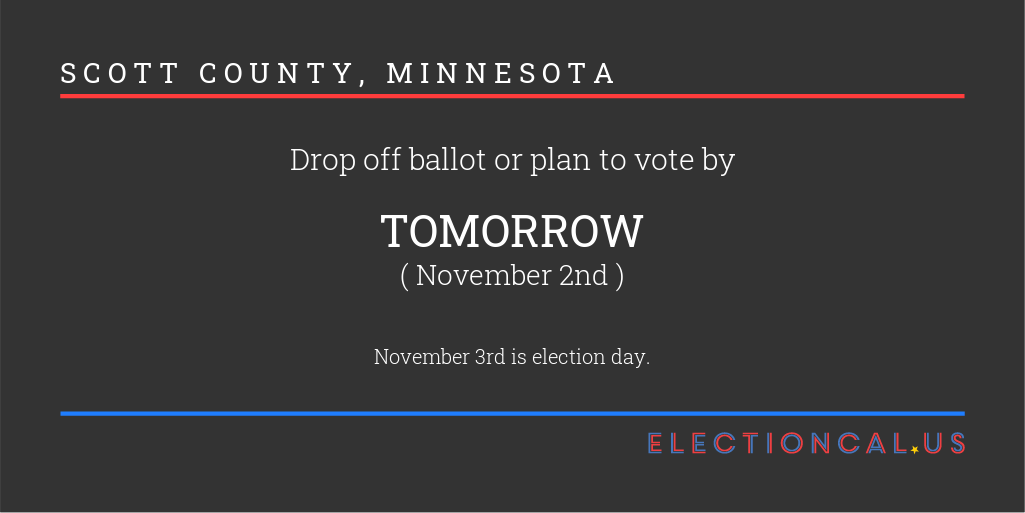 SCOTT COUNTY, MINNESOTA
Drop off ballot or plan to vote by
TOMORROW
( November 2nd )
November 3rd is election day.
ELECTIONCAL.US